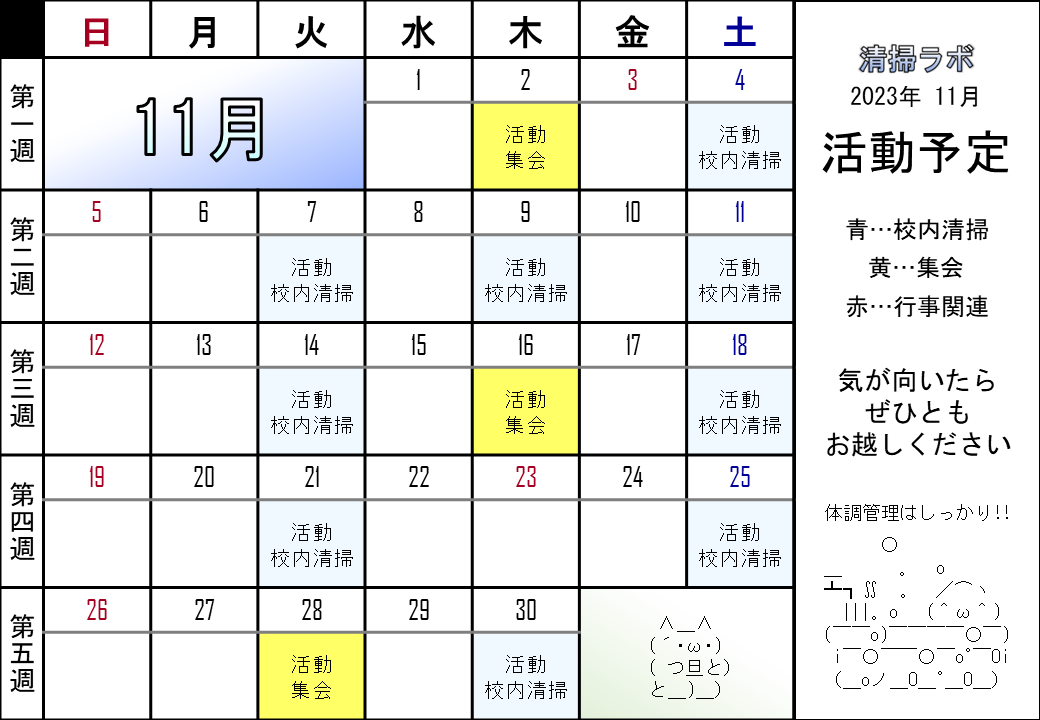 日 月 火 水 木 金 土
第一週
11月
1 2 3 4
活動
集会
活動
校内清掃
第二週
5 6 7 8 9 10 11
活動
校内清掃
活動
校内清掃
活動
校内清掃
第三週
12 13 14 15 16 17 18
活動
校内清掃
活動
集会
活動
校内清掃
第四週
19 20 21 22 23 24 25
活動
校内清掃
活動
校内清掃
第五週
26 27 28 29 30
活動
集会
活動
校内清掃
∧＿∧
(´・ω・)
( つ旦と)
と＿)＿)
清掃ラボ
2023年 11月
活動予定
青…校内清掃
黄…集会
赤…行事関連
気が向いたら
ぜひとも
お越しください
体調管理はしっかり!!